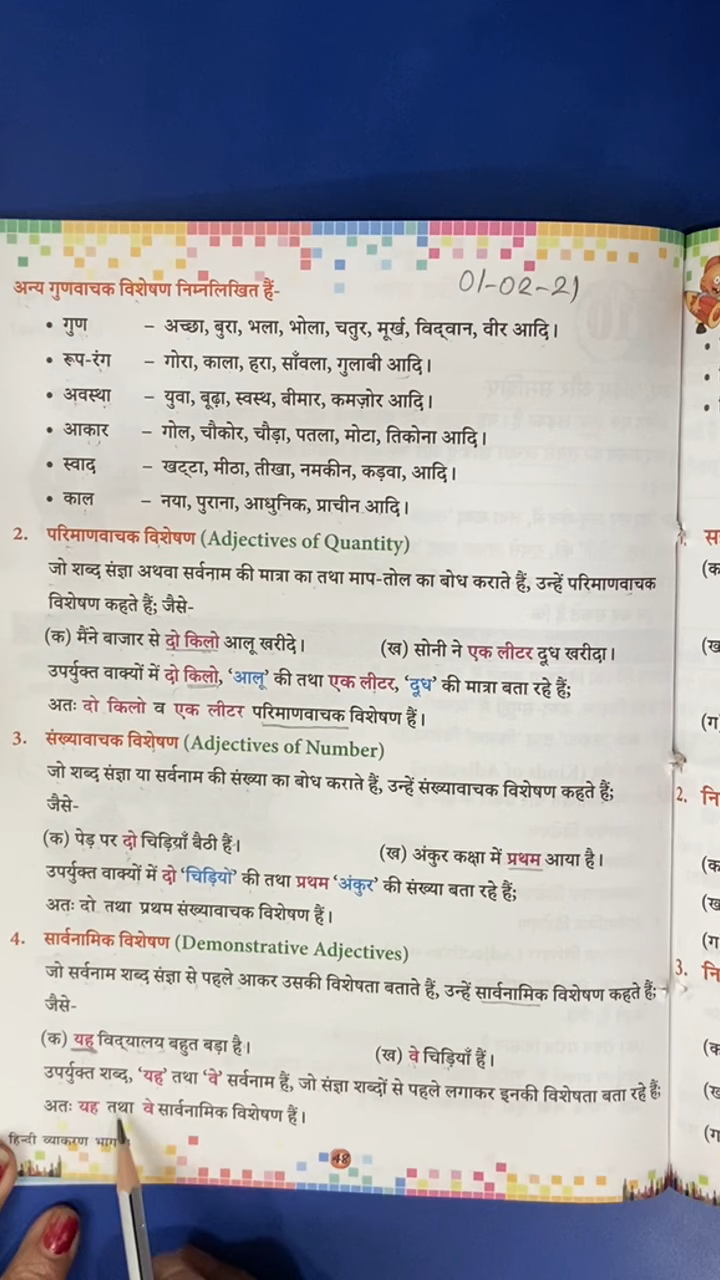 01-02-21
अन्य गुणवाचक विशेषण निम्नलिखित हैं-
• गुण – अच्छा, बुरा, भला, भोला, चतुर, मूर्ख, विद्वान, वीर आदि।
• रूप-रंग – गोरा, काला, हरा, साँवला, गुलाबी आदि।
• अवस्था – युवा, बूढ़ा, स्वस्थ, बीमार, कमज़ोर आदि।
• आकार – गोल, चौकोर, चौड़ा, पतला, मोटा, तिकोना आदि।
• स्वाद – खट्टा, मीठा, तीखा, नमकीन, कड़वा, आदि।
• काल – नया, पुराना, आधुनिक, प्राचीन आदि।
2. परिमाणवाचक विशेषण (Adjectives of Quantity)
जो शब्द संज्ञा अथवा सर्वनाम की मात्रा का तथा माप-तोल का बोध कराते हैं, उन्हें परिमाणवाचक
विशेषण कहते हैं; जैसे-
(क) मैंने बाजार से दो किलो आलू खरीदे। (ख) सोनी ने एक लीटर दूध खरीदा।
उपर्युक्त वाक्यों में दो किलो, ‘आलू’ की तथा एक लीटर, ‘दूध’ की मात्रा बता रहे हैं;
अतः दो किलो व एक लीटर परिमाणवाचक विशेषण हैं।
3. संख्यावाचक विशेषण (Adjectives of Number)
जो शब्द संज्ञा या सर्वनाम की संख्या का बोध कराते हैं, उन्हें संख्यावाचक विशेषण कहते हैं;
जैसे-
(क) पेड़ पर दो चिड़ियाँ बैठी हैं। (ख) अंकुर कक्षा में प्रथम आया है।
उपर्युक्त वाक्यों में दो ‘चिड़ियों’ की तथा प्रथम ‘अंकुर’ की संख्या बता रहे हैं;
अतः दो तथा प्रथम संख्यावाचक विशेषण हैं।
4. सार्वनामिक विशेषण (Demonstrative Adjectives)
जो सर्वनाम शब्द संज्ञा से पहले आकर उसकी विशेषता बताते हैं, उन्हें सार्वनामिक विशेषण कहते हैं;
जैसे-
(क) यह विद्यालय बहुत बड़ा है। (ख) वे चिड़ियाँ हैं।
उपर्युक्त शब्द, ‘यह’ तथा ‘वे’ सर्वनाम हैं, जो संज्ञा शब्दों से पहले लगाकर इनकी विशेषता बता रहे हैं;
अतः यह तथा वे सार्वनामिक विशेषण हैं।
हिन्दी व्याकरण भाग
48
(क
(ख
(ग
2. नि
(क
(ख
(ग
3. नि
(क
(ख
(ग